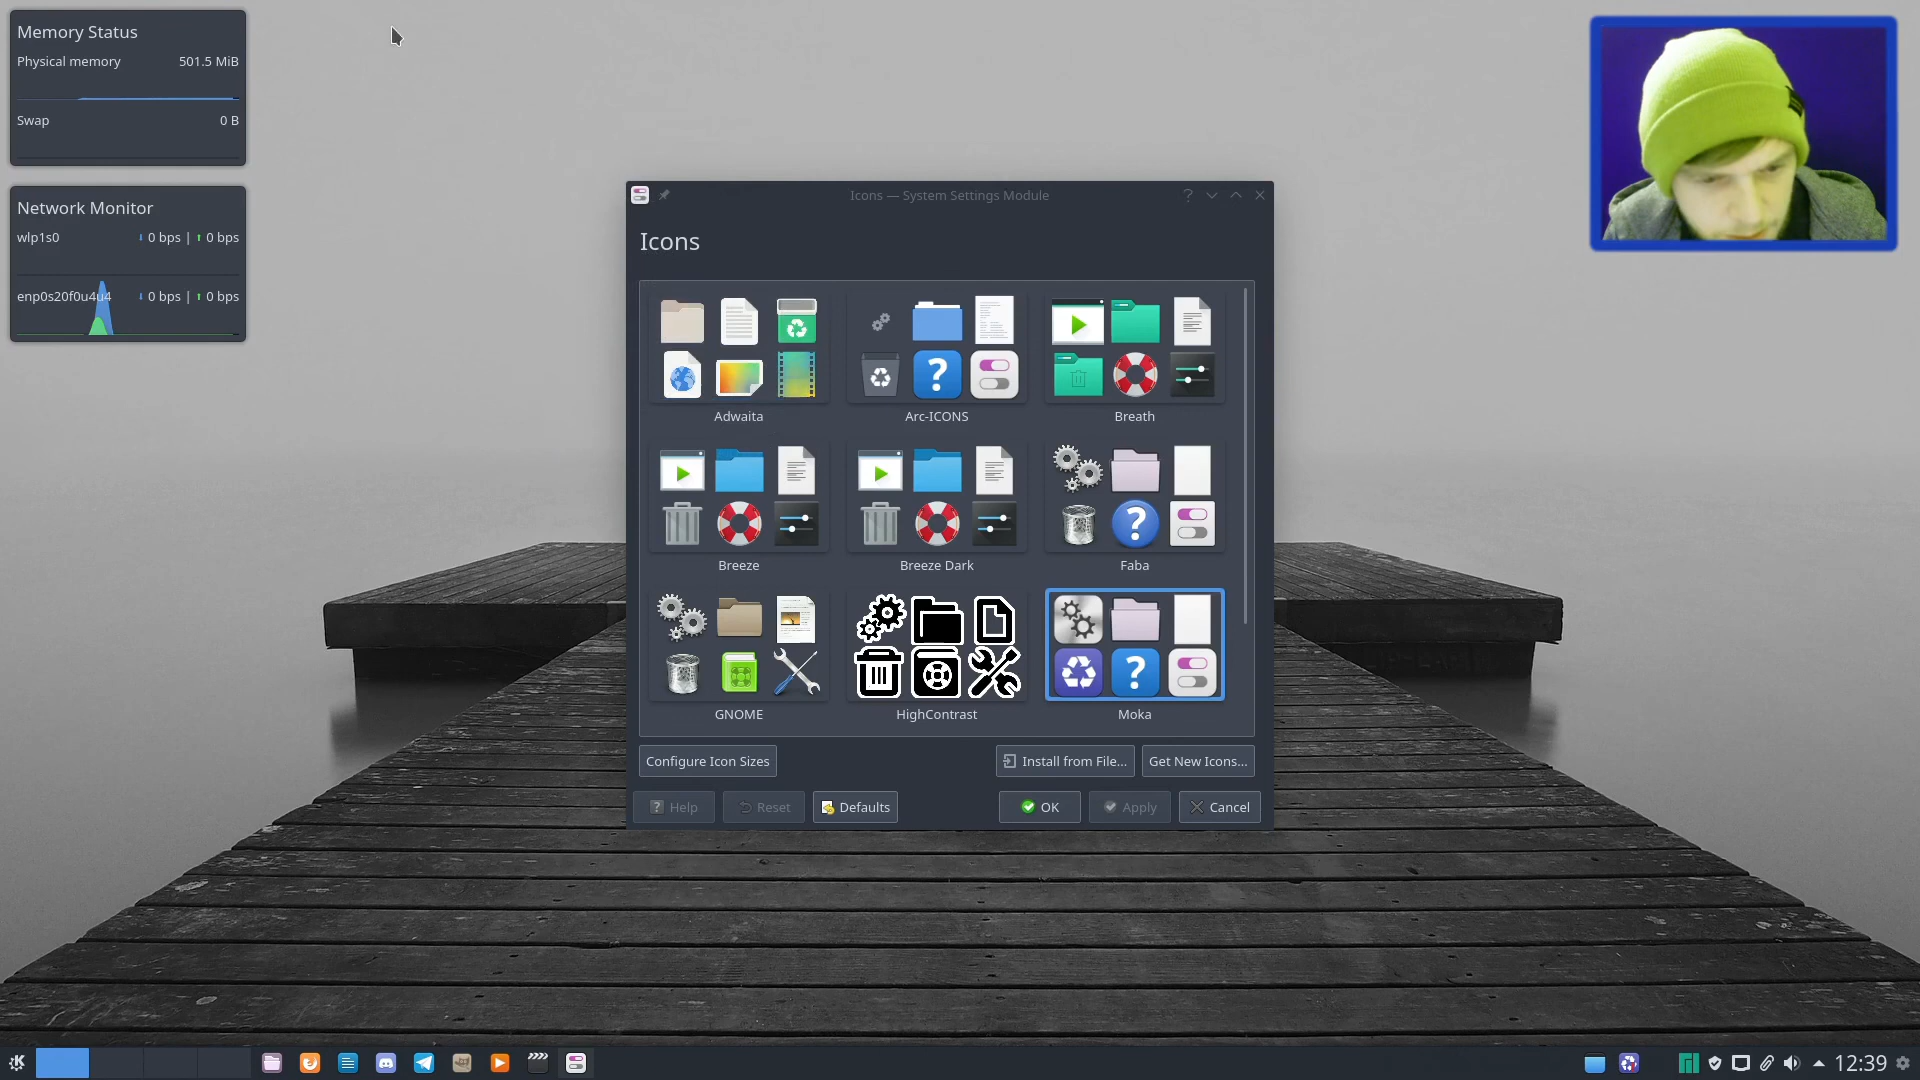 Memory Status
Physical memory 501.5 MiB
Swap 0 B
Network Monitor
wlp1s0 ↓ 0 bps | ↑ 0 bps
enp0s20f0u4u4 ↓ 0 bps | ↑ 0 bps
Icons — System Settings Module
Icons
Adwaita
Arc-ICONS
Breath
Breeze
Breeze Dark
Faba
GNOME
HighContrast
Moka
Configure Icon Sizes
Install from File...
Get New Icons...
Help
Reset
Defaults
OK
Apply
Cancel
12:39